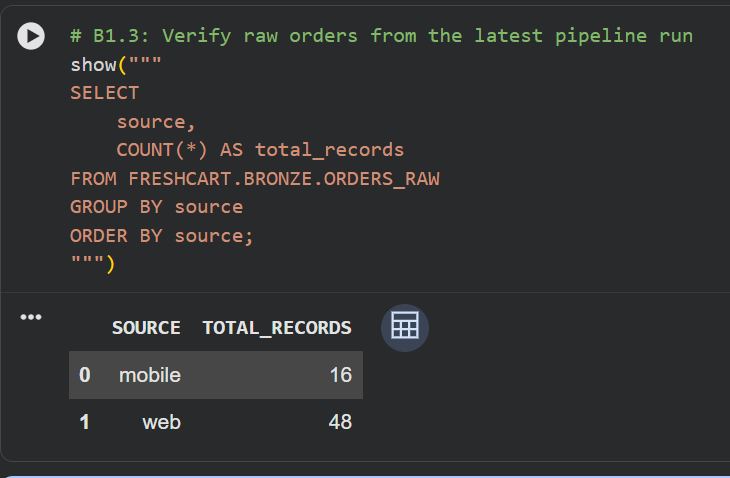 # B1.3: Verify raw orders from the latest pipeline run
show("""
SELECT
    source,
    COUNT(*) AS total_records
FROM FRESHCART.BRONZE.ORDERS_RAW
GROUP BY source
ORDER BY source;
""")
SOURCE TOTAL_RECORDS
0 mobile 16
1 web 48